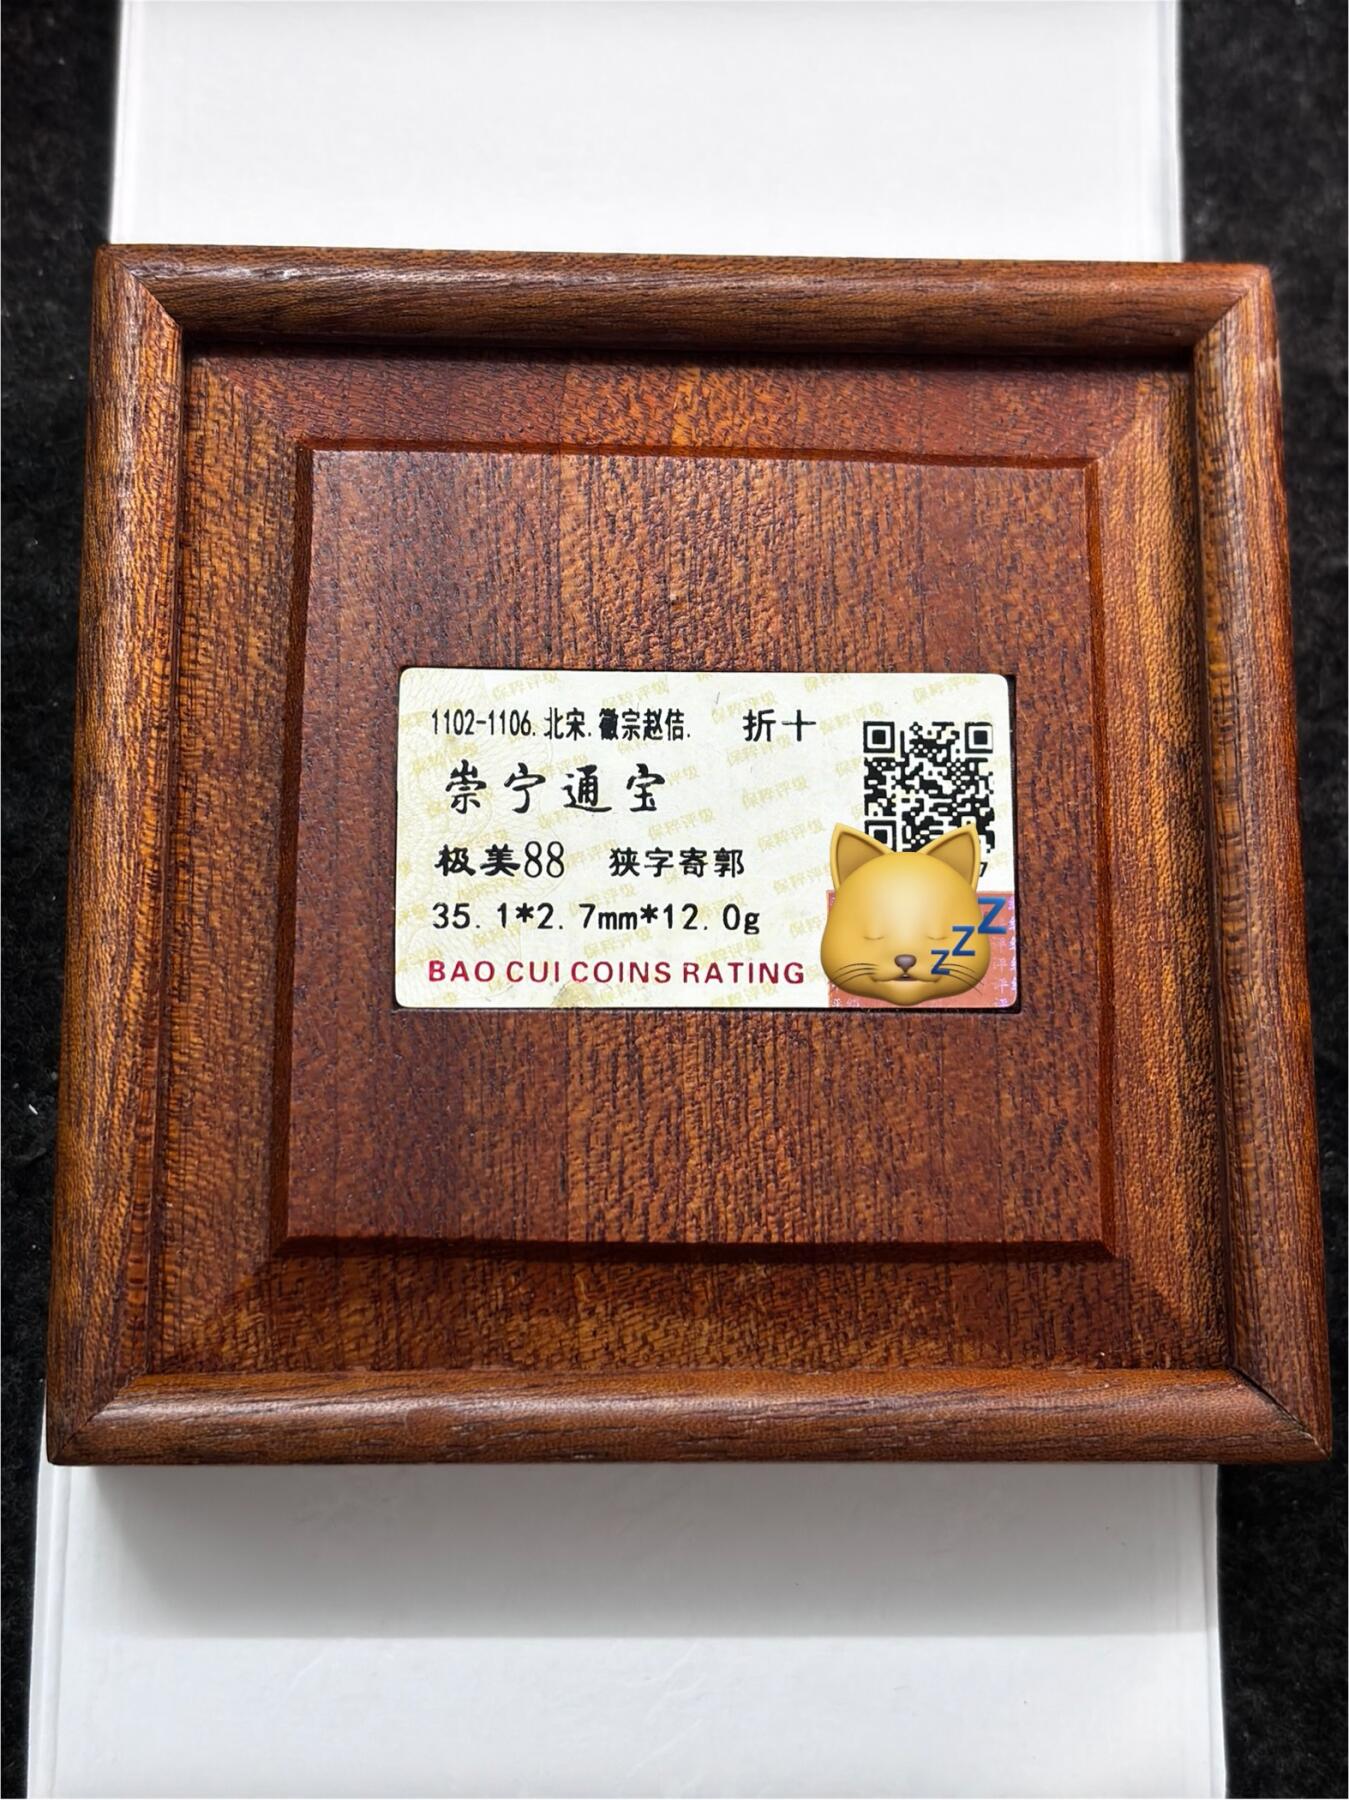 1102-1106.北宋.徽宗赵佶. 折十
崇宁通宝
极美88 狭字寄郭
35.1*2.7mm*12.0g
BAO CUI COINS RATING